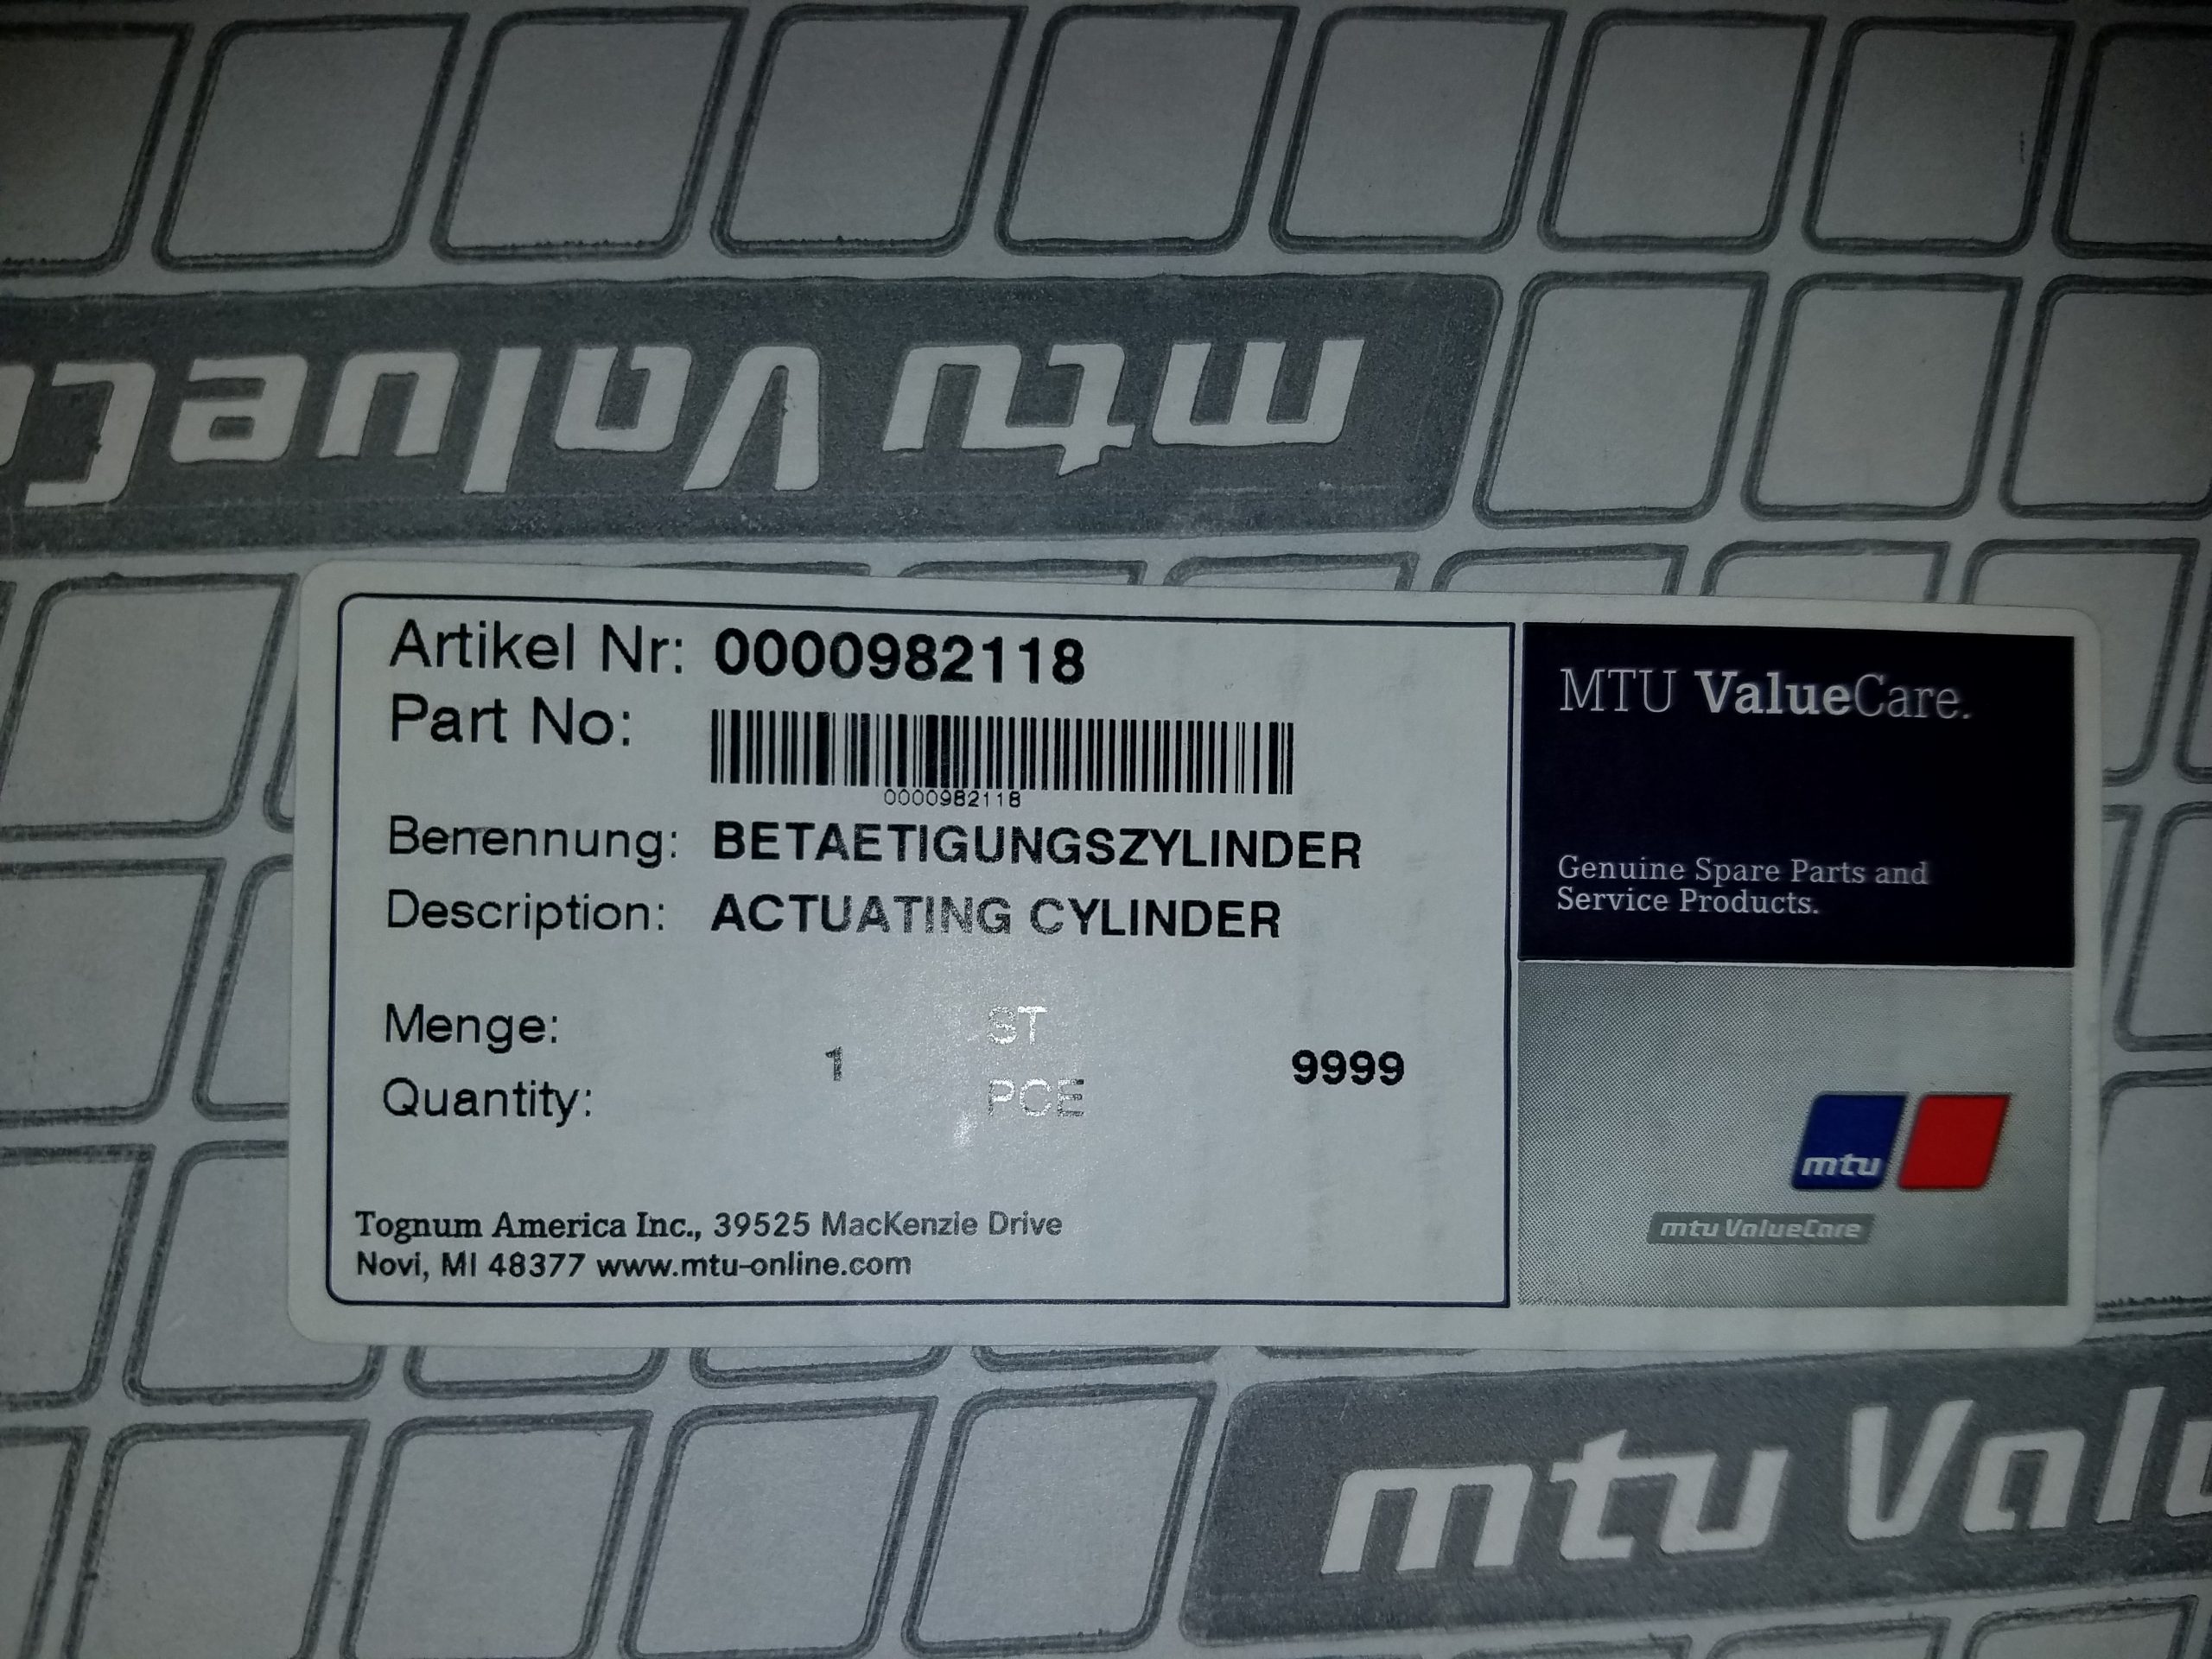 mtu ValueC
Artikel Nr: 0000982118
Part No:
0000982118
Benennung: BETAETIGUNGSZYLINDER
Description: ACTUATING CYLINDER
Menge: ST
1 9999
Quantity: PCE
Tognum America Inc., 39525 MacKenzie Drive
Novi, MI 48377 www.mtu-online.com
MTU ValueCare.
Genuine Spare Parts and
Service Products.
mtu
mtu ValueCare
mtu Valu